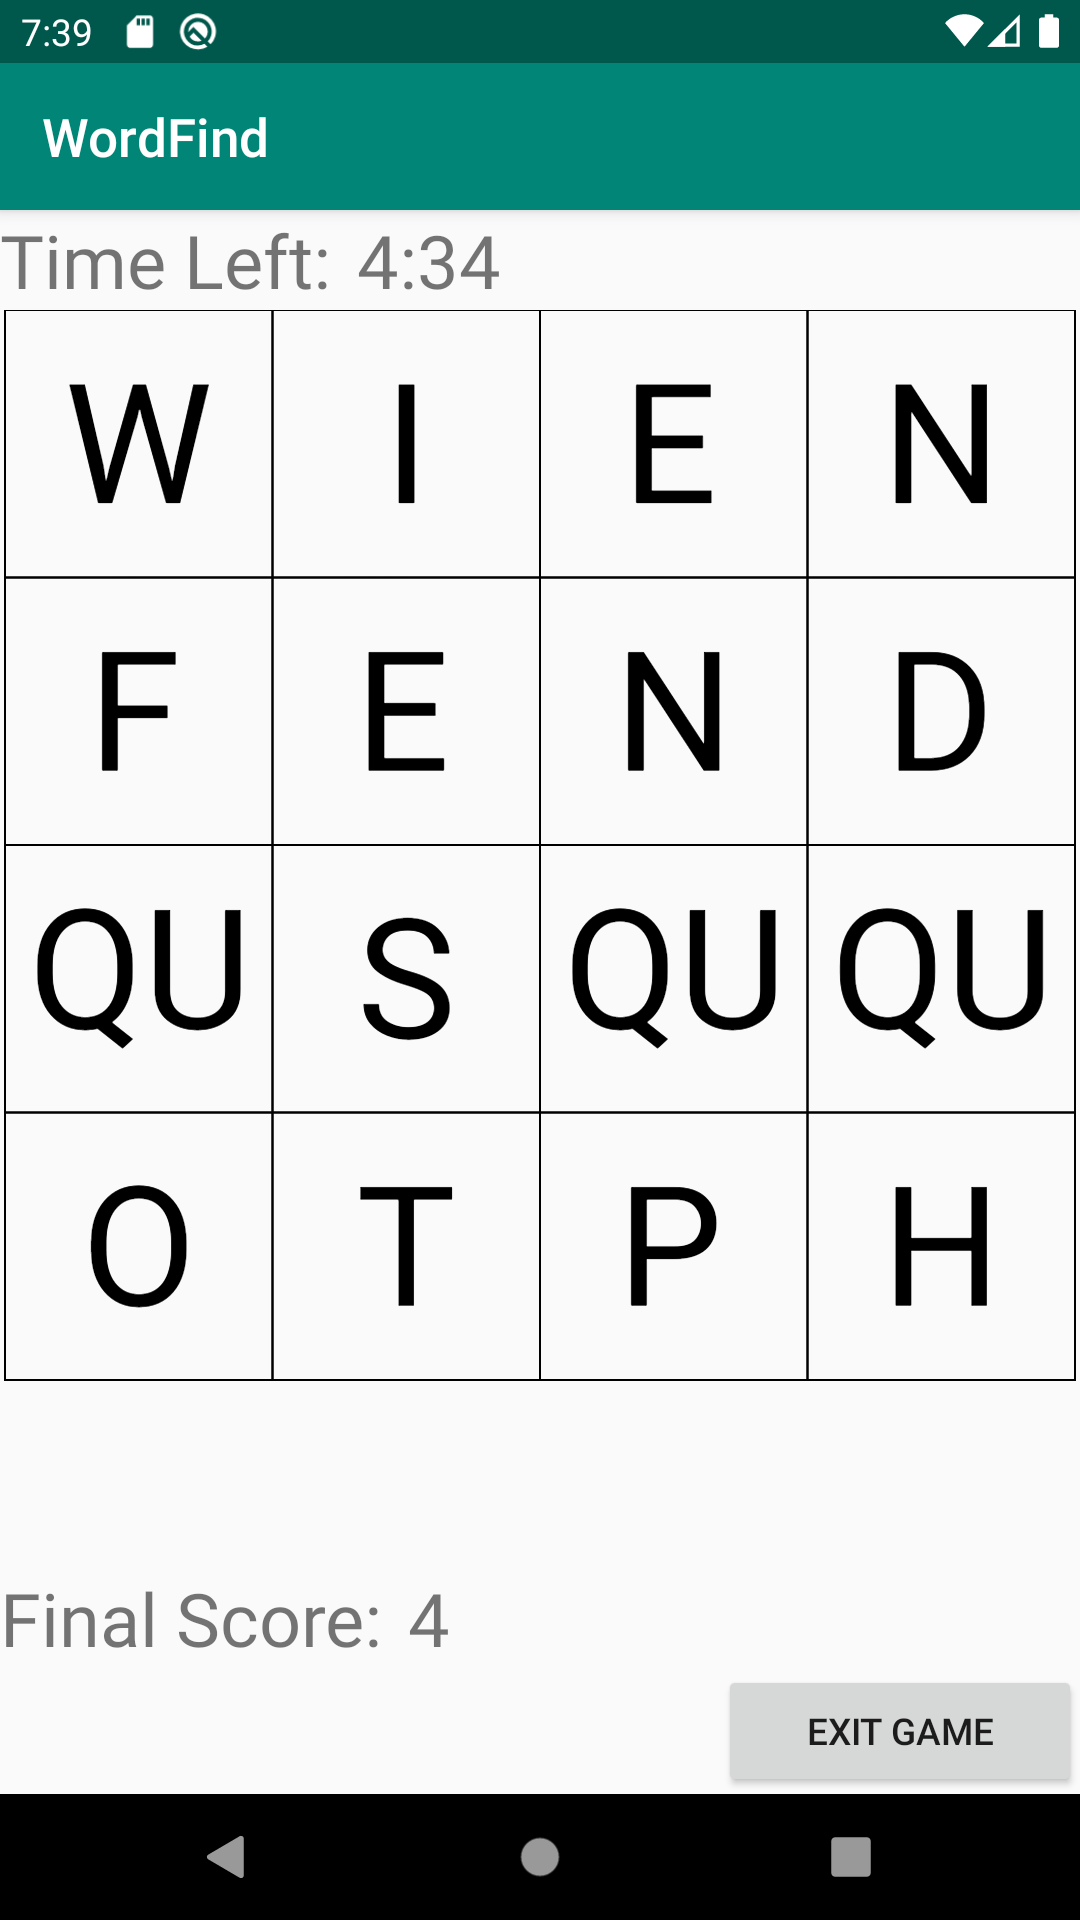 7:39
WordFind
Time Left: 4:34
W I E N
F E N D
QU S QU QU
O T P H
Final Score: 4
EXIT GAME